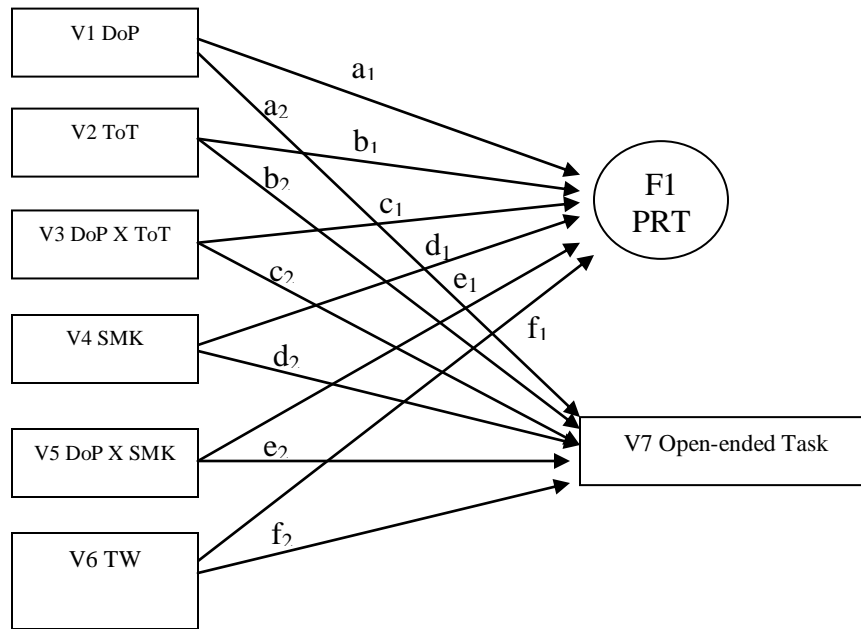 V1 DoP
a₁
a₂
V2 ToT
b₁
b₂
F1
PRT
V3 DoP X ToT
c₁
c₂
d₁
e₁
V4 SMK
f₁
d₂
V5 DoP X SMK
e₂
V7 Open-ended Task
V6 TW
f₂